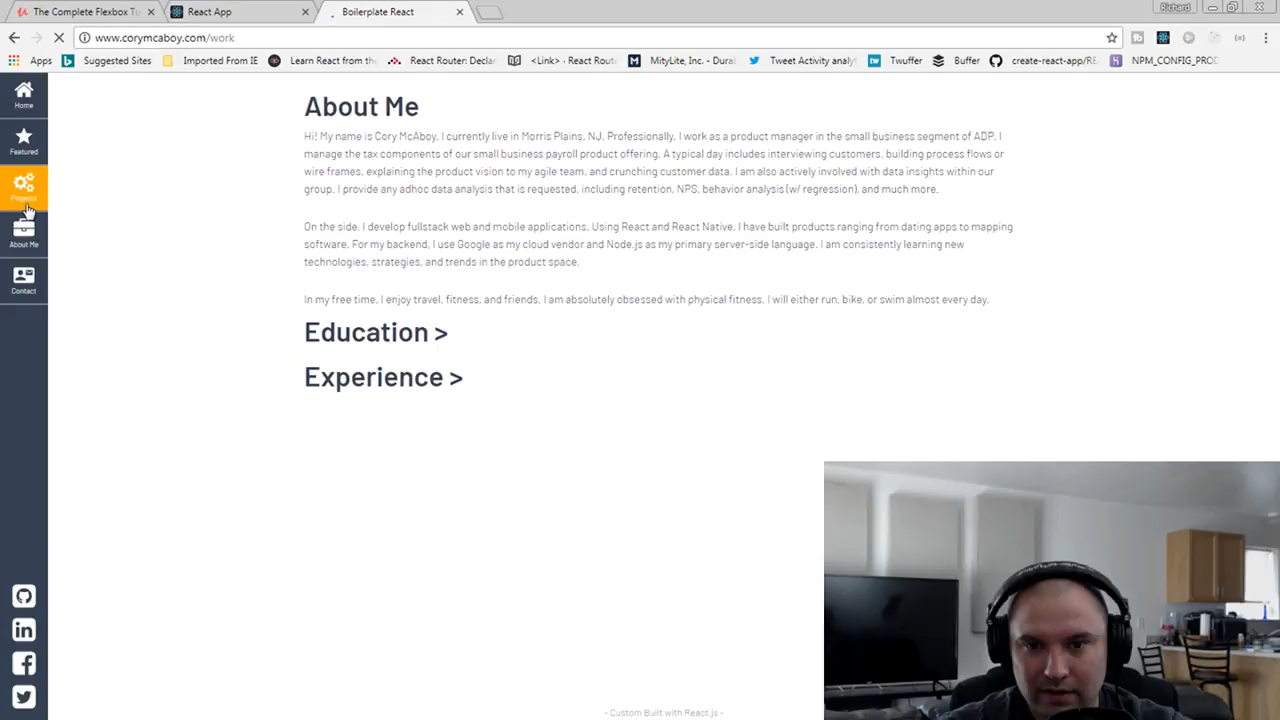 The Complete Flexbox Tu
React App
Boilerplate React
Richard
www.corymcaboy.com/work
Apps
Suggested Sites
Imported From IE
Learn React from the
React Router: Decla
<Link> - React Rout
MityLite, Inc. - Dura
Tweet Activity analy
Twuffer
Buffer
create-react-app/RE
NPM_CONFIG_PROD
Home
Featured
Projects
About Me
Contact
About Me
Hi! My name is Cory McAboy. I currently live in Morris Plains, NJ. Professionally, I work as a product manager in the small business segment of ADP. I
manage the tax components of our small business payroll product offering. A typical day includes interviewing customers, building process flows or
wire frames, explaining the product vision to my agile team, and crunching customer data. I am also actively involved with data insights within our
group. I provide any adhoc data analysis that is requested, including retention, NPS, behavior analysis (w/ regression), and much more.
On the side, I develop fullstack web and mobile applications. Using React and React Native, I have built products ranging from dating apps to mapping
software. For my backend, I use Google as my cloud vendor and Node.js as my primary server-side language. I am consistently learning new
technologies, strategies, and trends in the product space.
In my free time, I enjoy travel, fitness, and friends. I am absolutely obsessed with physical fitness. I will either run, bike, or swim almost every day.
Education >
Experience >
- Custom Built with React.js -